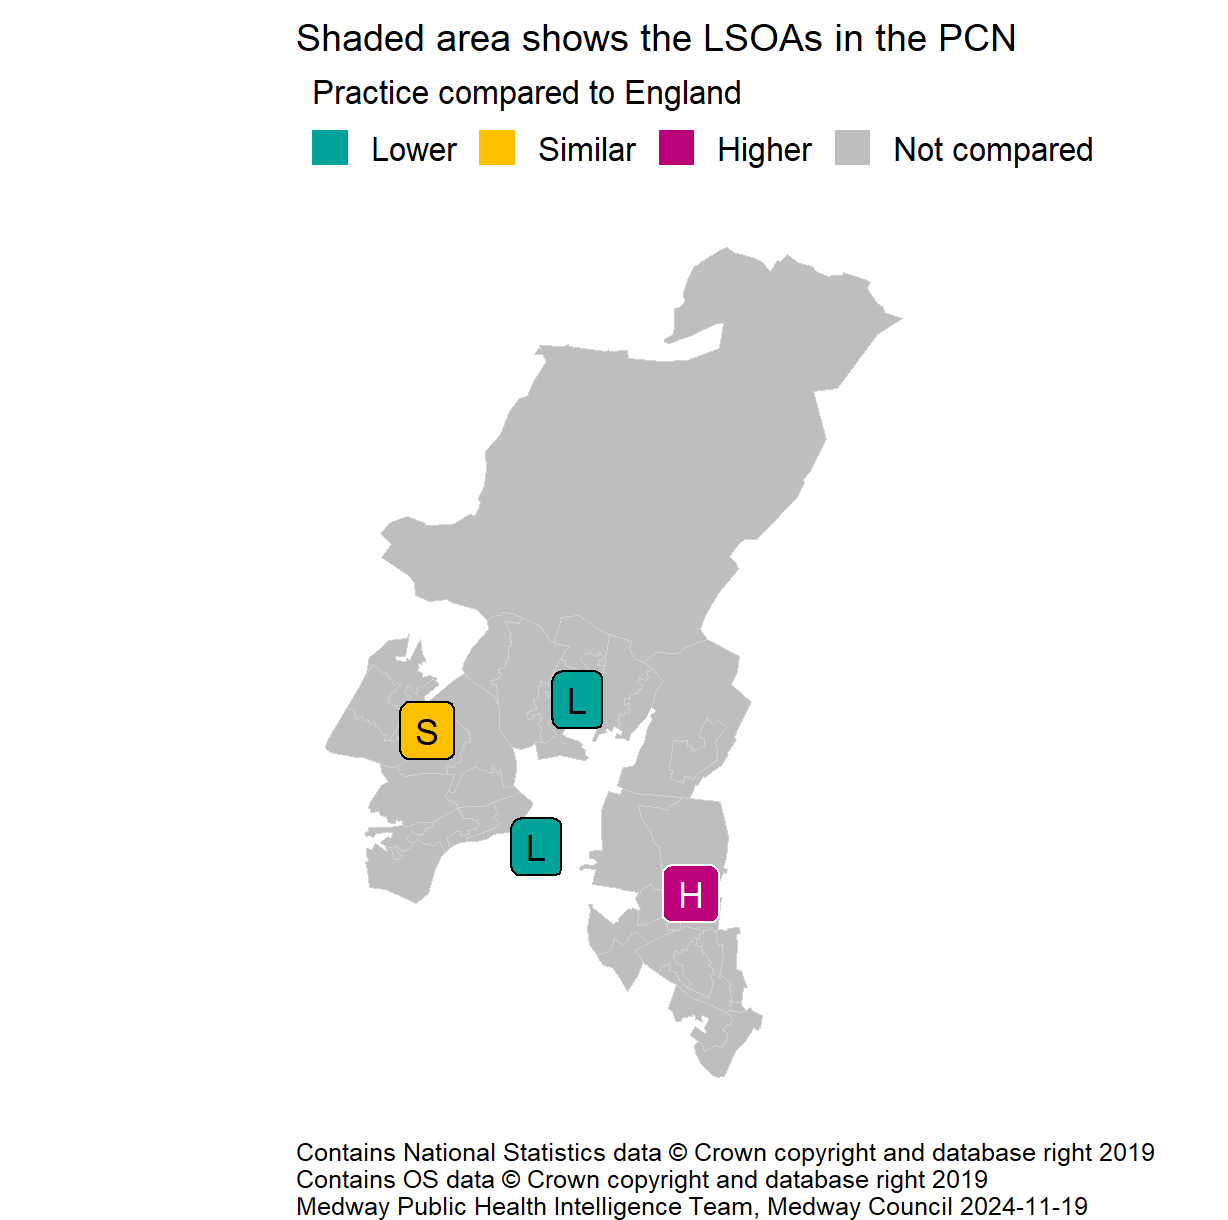 Shaded area shows the LSOAs in the PCN
Practice compared to England
Lower Similar Higher Not compared
L
S
L
H
Contains National Statistics data © Crown copyright and database right 2019
Contains OS data © Crown copyright and database right 2019
Medway Public Health Intelligence Team, Medway Council 2024-11-19